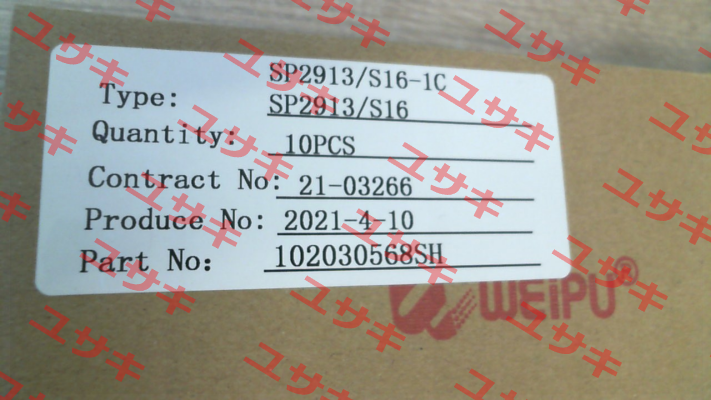 SP2913/S16-1C
Type: SP2913/S16
Quantity: 10PCS
Contract No: 21-03266
Produce No: 2021-4-10
Part No: 102030568SH
WEIPU®
ユサキ